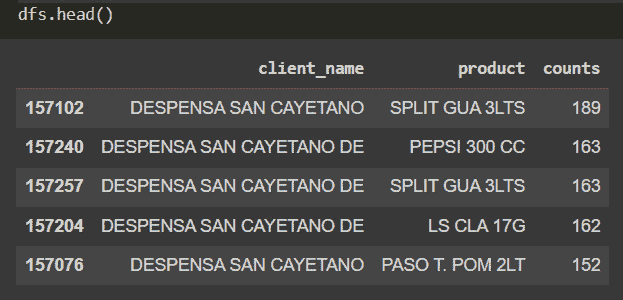 dfs.head()
client_name product counts
157102 DESPENSA SAN CAYETANO SPLIT GUA 3LTS 189
157240 DESPENSA SAN CAYETANO DE PEPSI 300 CC 163
157257 DESPENSA SAN CAYETANO DE SPLIT GUA 3LTS 163
157204 DESPENSA SAN CAYETANO DE LS CLA 17G 162
157076 DESPENSA SAN CAYETANO PASO T. POM 2LT 152